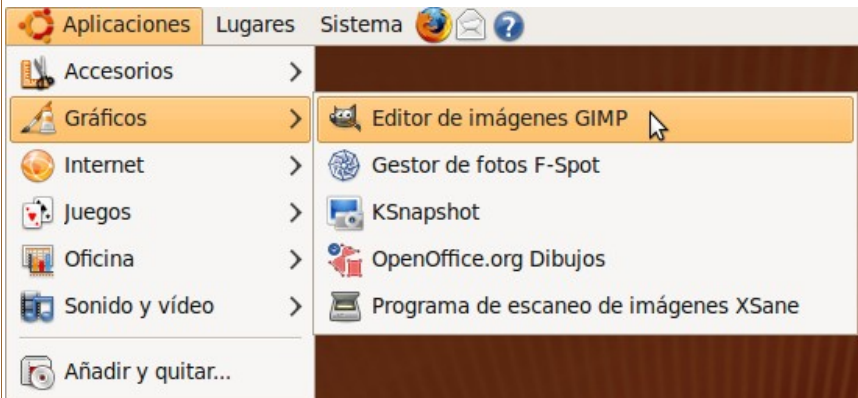 Aplicaciones Lugares Sistema
Accesorios
Gráficos
Internet
Juegos
Oficina
Sonido y vídeo
Añadir y quitar...
Editor de imágenes GIMP
Gestor de fotos F-Spot
KSnapshot
OpenOffice.org Dibujos
Programa de escaneo de imágenes XSane